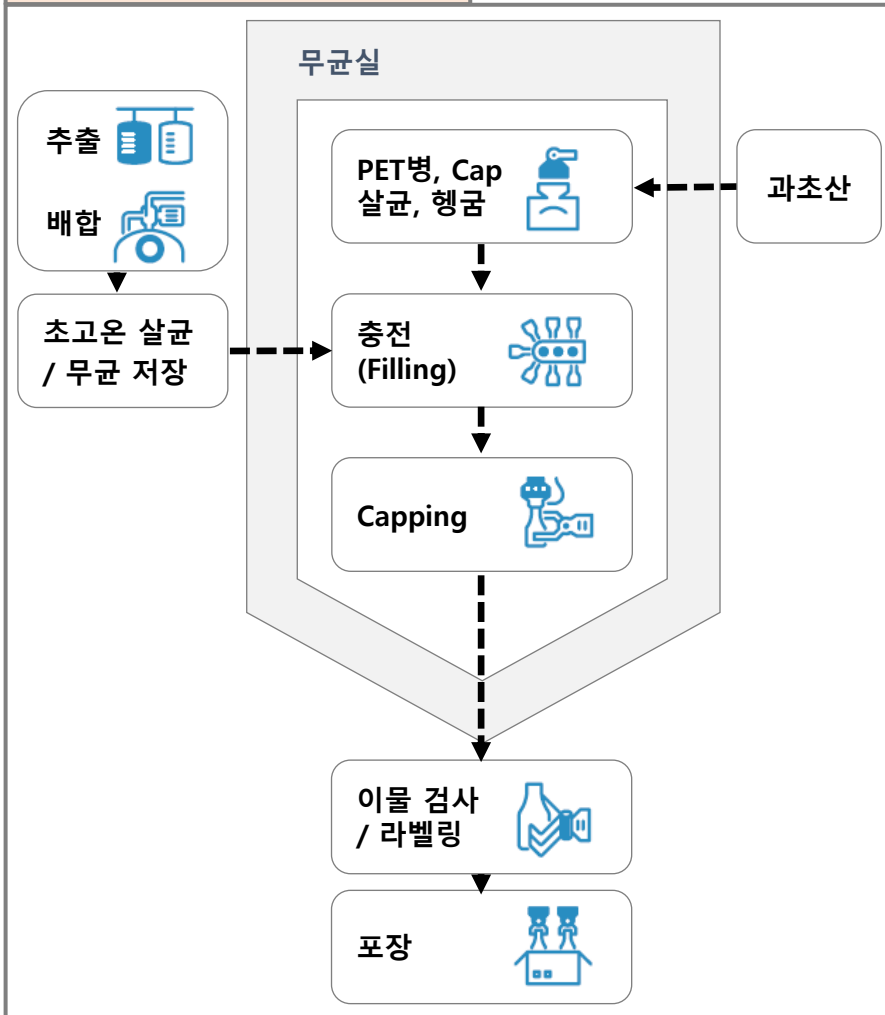 무균실
추출
배합
초고온 살균
/ 무균 저장
PET병, Cap
살균, 헹굼
과초산
충전
(Filling)
Capping
이물 검사
/ 라벨링
포장